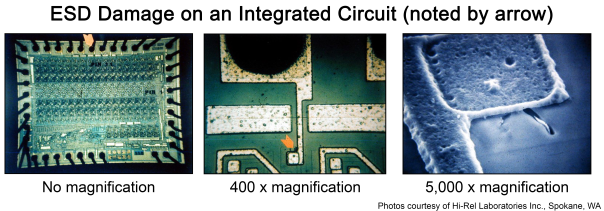 ESD Damage on an Integrated Circuit (noted by arrow)
No magnification
400 x magnification
5,000 x magnification
Photos courtesy of Hi-Rel Laboratories Inc., Spokane, WA